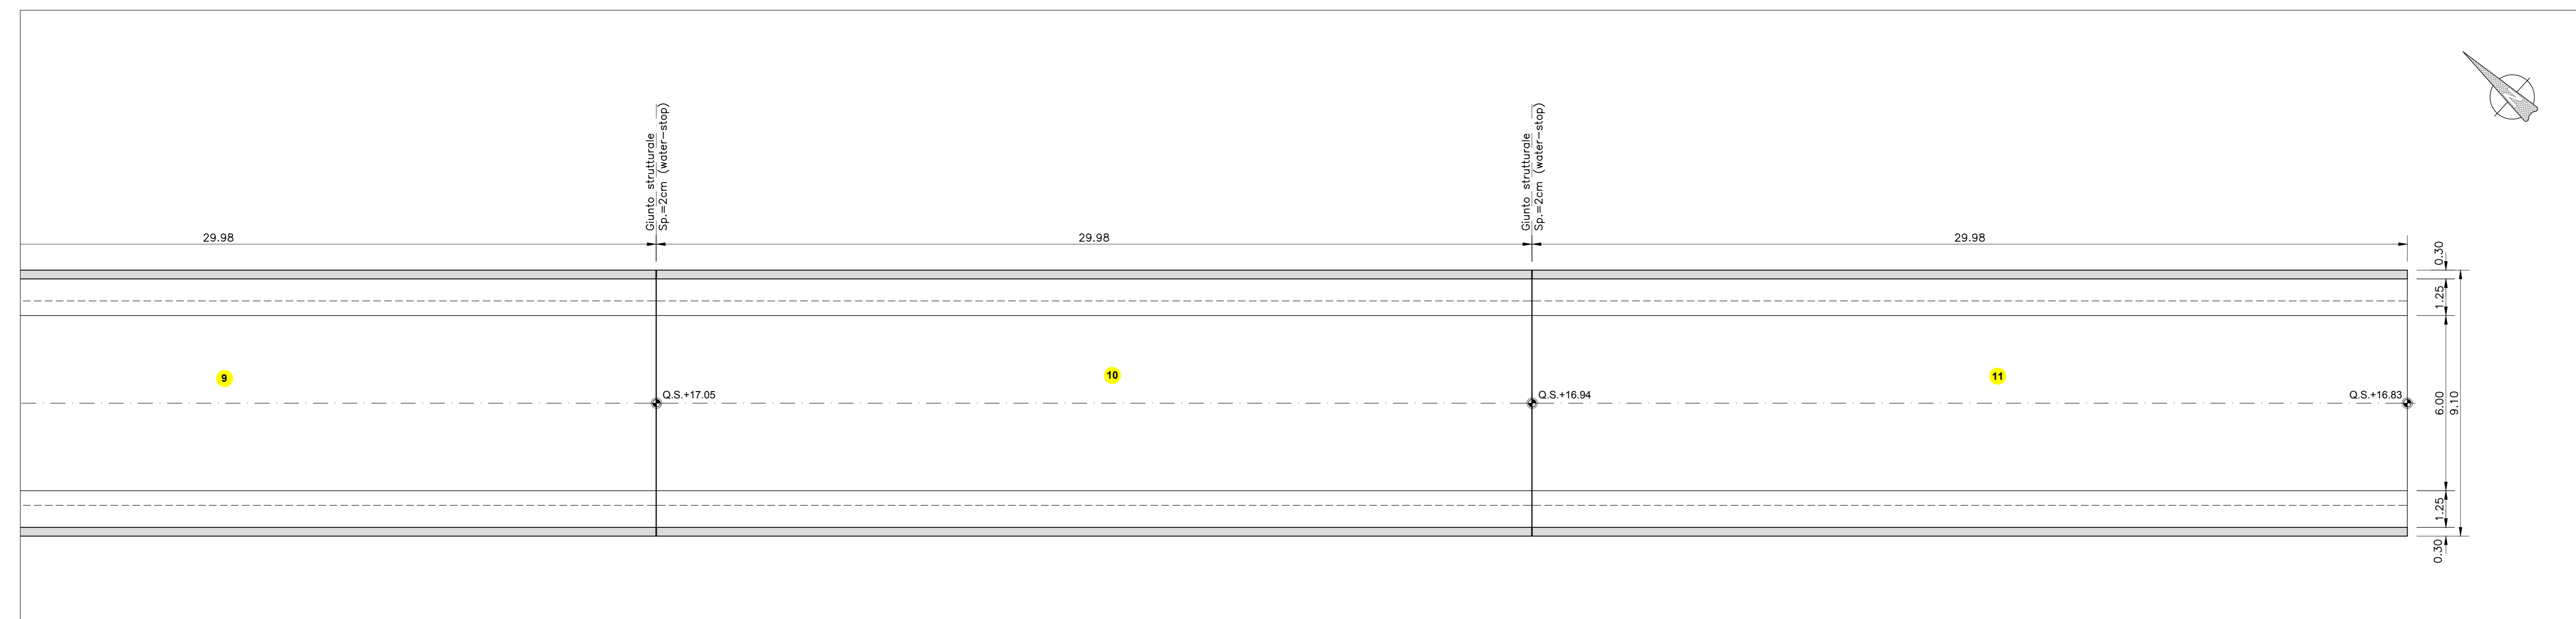 Giunto strutturale
Sp.=2cm (water-stop)
Giunto strutturale
Sp.=2cm (water-stop)
29.98
29.98
29.98
0.30
1.25
6.00
9.10
1.25
0.30
9
10
11
Q.S.+17.05
Q.S.+16.94
Q.S.+16.83